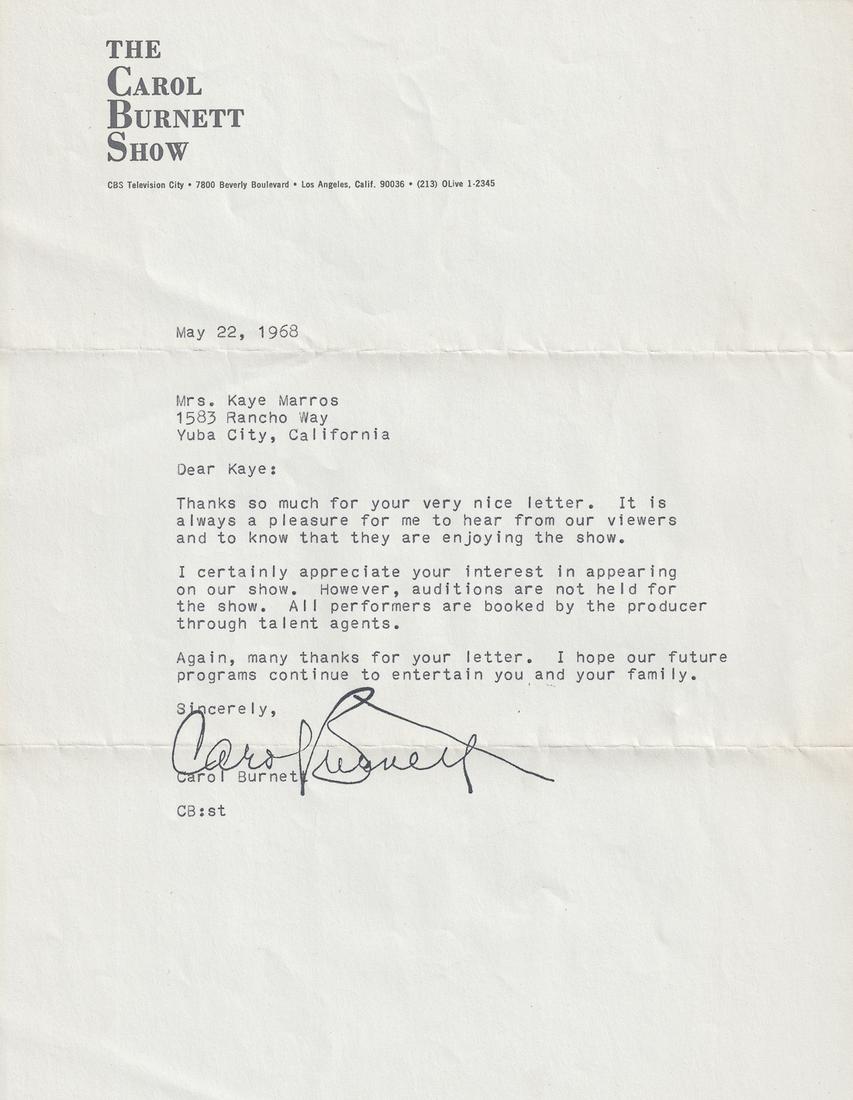 THE
CAROL
BURNETT
SHOW
CBS Television City • 7800 Beverly Boulevard • Los Angeles, Calif. 90036 • (213) OLive 1-2345
May 22, 1968
Mrs. Kaye Marros
1583 Rancho Way
Yuba City, California
Dear Kaye:
Thanks so much for your very nice letter.  It is
always a pleasure for me to hear from our viewers
and to know that they are enjoying the show.
I certainly appreciate your interest in appearing
on our show.  However, auditions are not held for
the show.  All performers are booked by the producer
through talent agents.
Again, many thanks for your letter.  I hope our future
programs continue to entertain you and your family.
Sincerely,
Carol Burnett
Carol Burnett
CB:st